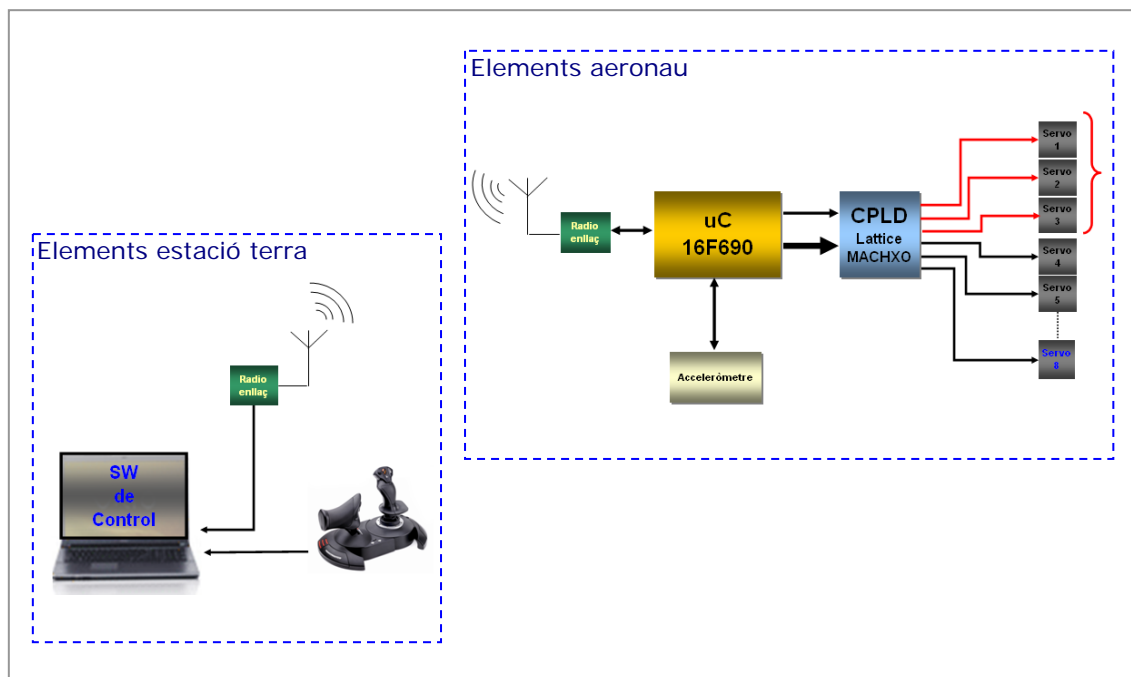 Elements aeronau
Servo
1
Servo
2
Servo
3
Servo
4
Servo
5
Servo
8
Radio
enllaç
uC
16F690
CPLD
Lattice
MACHXO
Acceleròmetre
Elements estació terra
Radio
enllaç
SW
de
Control